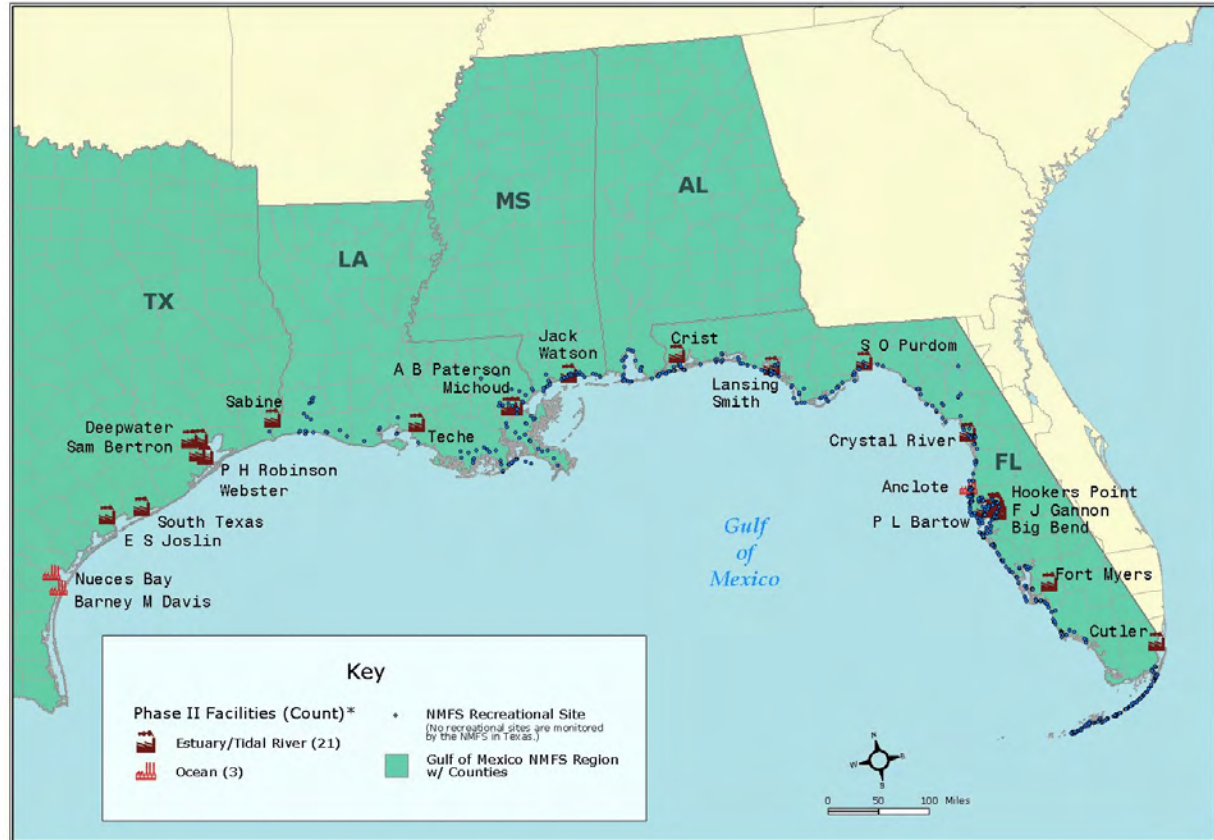 MS
AL
LA
TX
Jack
Watson
Crist
S O Purdom
A B Paterson
Michoud
Lansing
Smith
Sabine
Deepwater
Sam Bertron
Teche
Crystal River
FL
P H Robinson
Webster
Anclote
Hookers Point
F J Gannon
Big Bend
P L Bartow
South Texas
E S Joslin
Gulf
of
Mexico
Nueces Bay
Barney M Davis
Fort Myers
Cutler
Key
Phase II Facilities (Count)*
Estuary/Tidal River (21)
Ocean (3)
NMFS Recreational Site
(No recreational sites are monitored
by the NMFS in Texas.)
Gulf of Mexico NMFS Region
w/ Counties
N
E
S
W
0 50 100 Miles